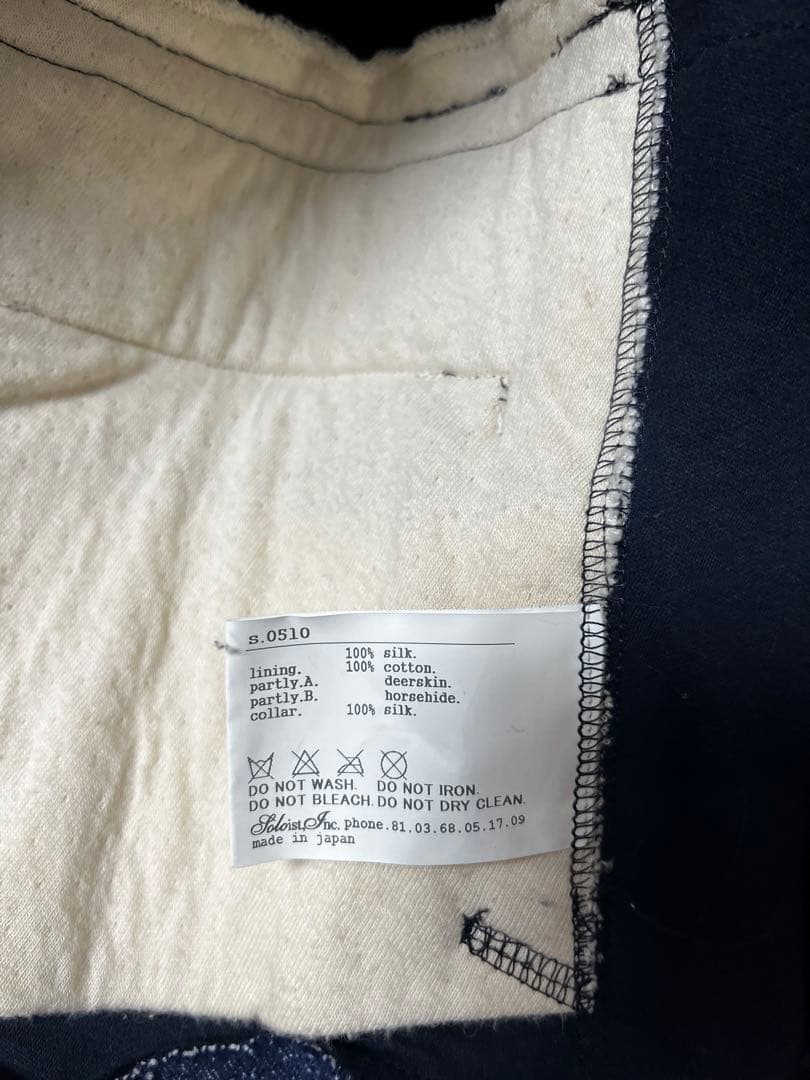 s.0510
100% silk.
lining. 100% cotton.
partly.A. deerskin.
partly.B. horsehide.
collar. 100% silk.
DO NOT WASH. DO NOT IRON.
DO NOT BLEACH. DO NOT DRY CLEAN.
Soloist,Inc. phone.81.03.68.05.17.09
made in japan